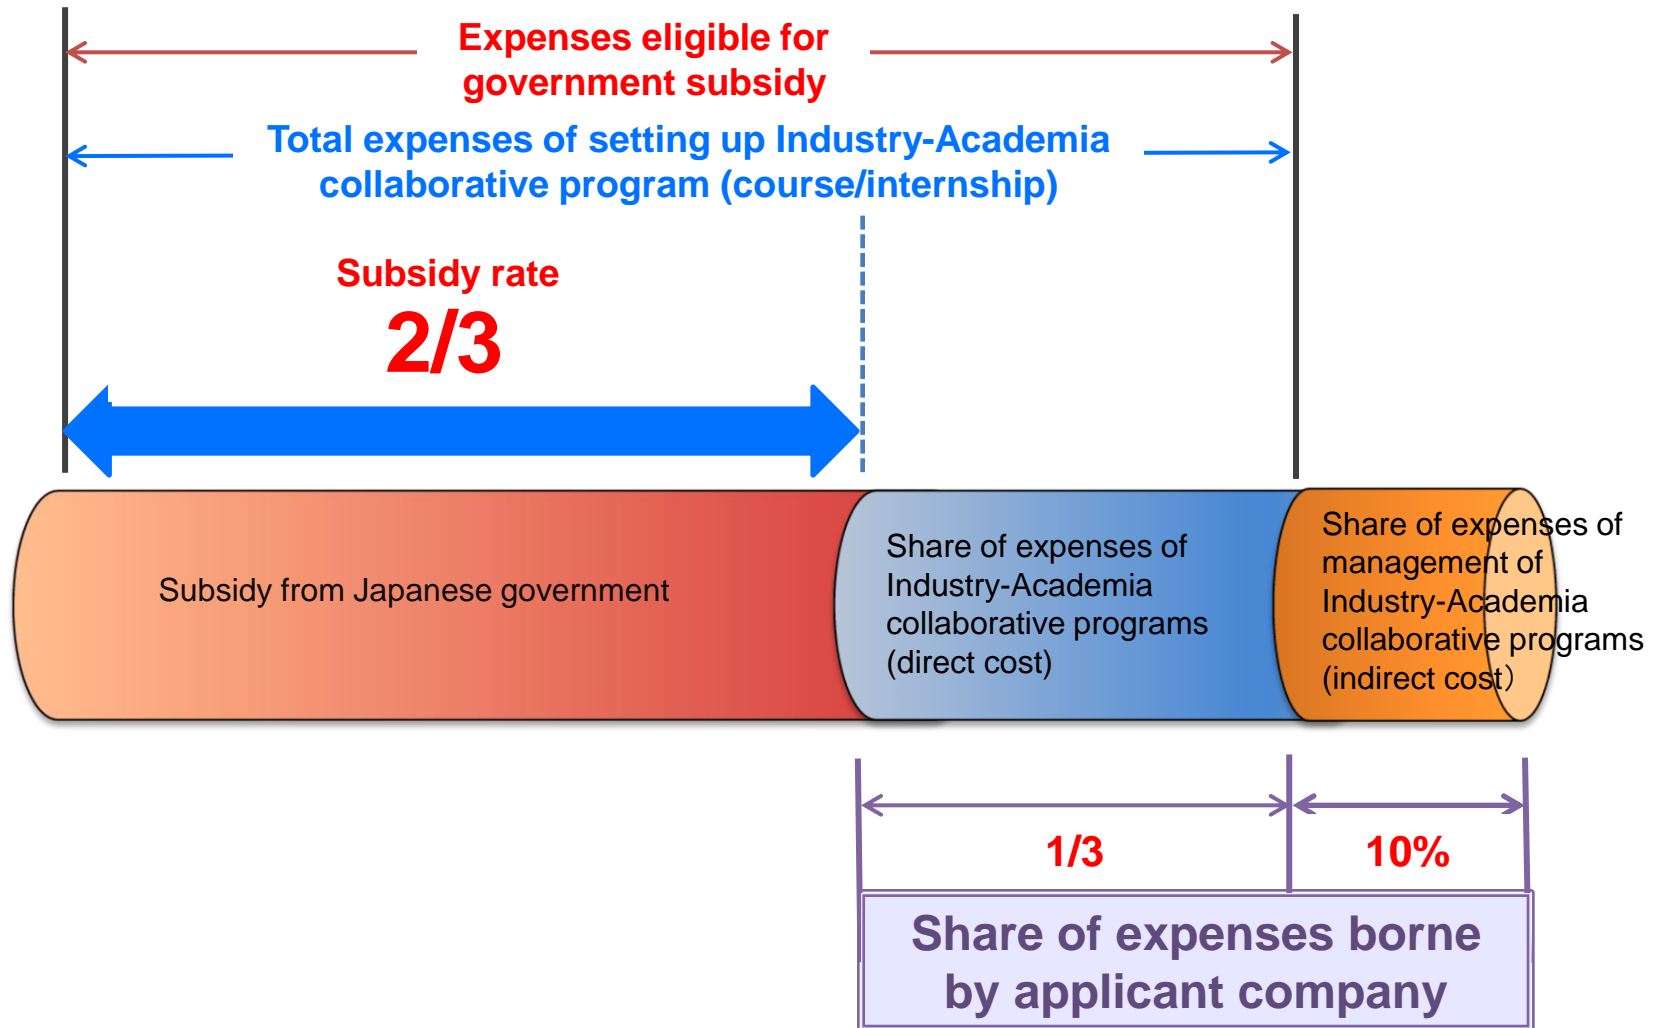 Expenses eligible for
government subsidy
Total expenses of setting up Industry-Academia
collaborative program (course/internship)
Subsidy rate
2/3
Subsidy from Japanese government
Share of expenses of
Industry-Academia
collaborative programs
(direct cost)
Share of expenses of
management of
Industry-Academia
collaborative programs
(indirect cost）
1/3
10%
Share of expenses borne
by applicant company